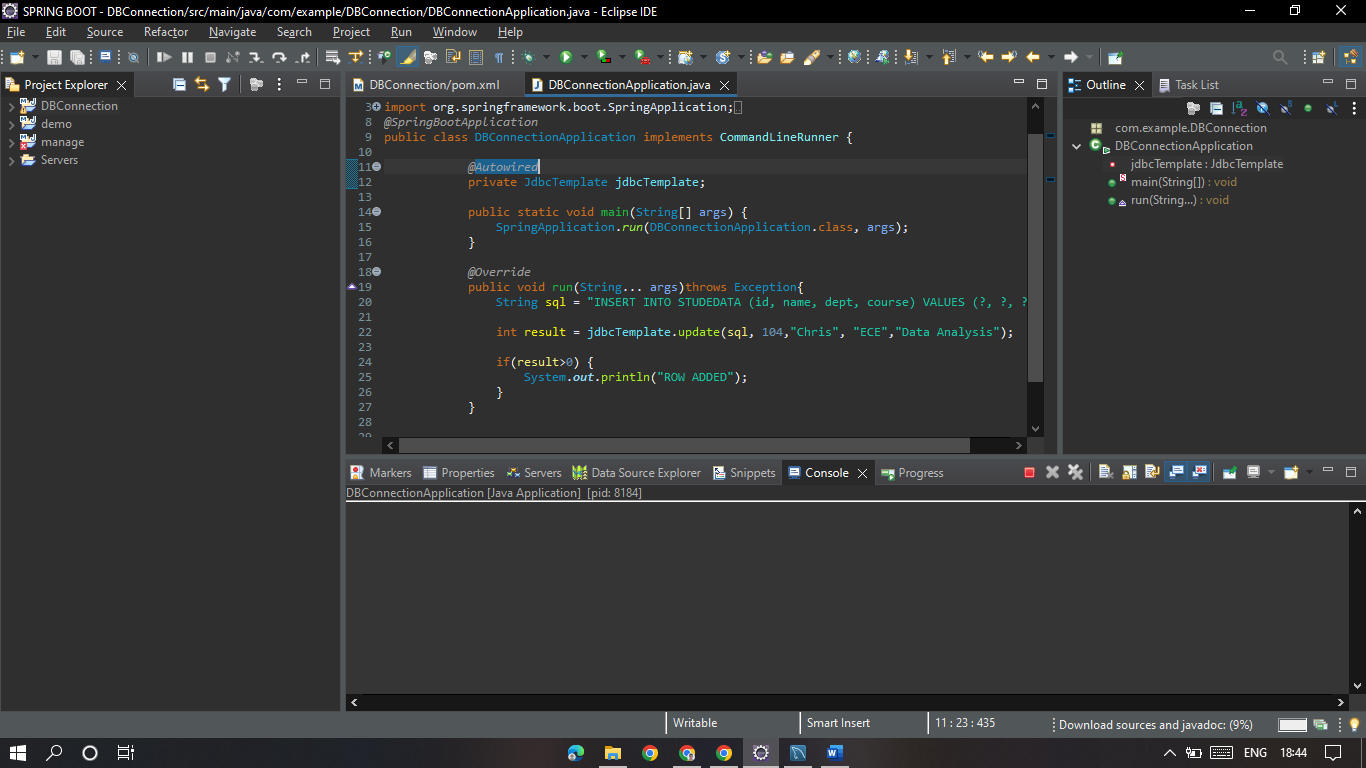 SPRING BOOT - DBConnection/src/main/java/com/example/DBConnection/DBConnectionApplication.java - Eclipse IDE
File Edit Source Refactor Navigate Search Project Run Window Help
Project Explorer
DBConnection
demo
manage
Servers
DBConnection/pom.xml DBConnectionApplication.java
3 import org.springframework.boot.SpringApplication;
8 @SpringBootApplication
9 public class DBConnectionApplication implements CommandLineRunner {
10
11 @Autowired
12 private JdbcTemplate jdbcTemplate;
13
14 public static void main(String[] args) {
15 SpringApplication.run(DBConnectionApplication.class, args);
16 }
17
18 @Override
19 public void run(String... args)throws Exception{
20 String sql = "INSERT INTO STUDEDATA (id, name, dept, course) VALUES (?, ?, ?
21
22 int result = jdbcTemplate.update(sql, 104,"Chris", "ECE","Data Analysis");
23
24 if(result>0) {
25 System.out.println("ROW ADDED");
26 }
27 }
28
29
Outline Task List
com.example.DBConnection
DBConnectionApplication
jdbcTemplate : JdbcTemplate
main(String[]) : void
run(String...) : void
Markers Properties Servers Data Source Explorer Snippets Console Progress
DBConnectionApplication [Java Application] [pid: 8184]
Writable Smart Insert 11 : 23 : 435 Download sources and javadoc: (9%)
ENG 18:44